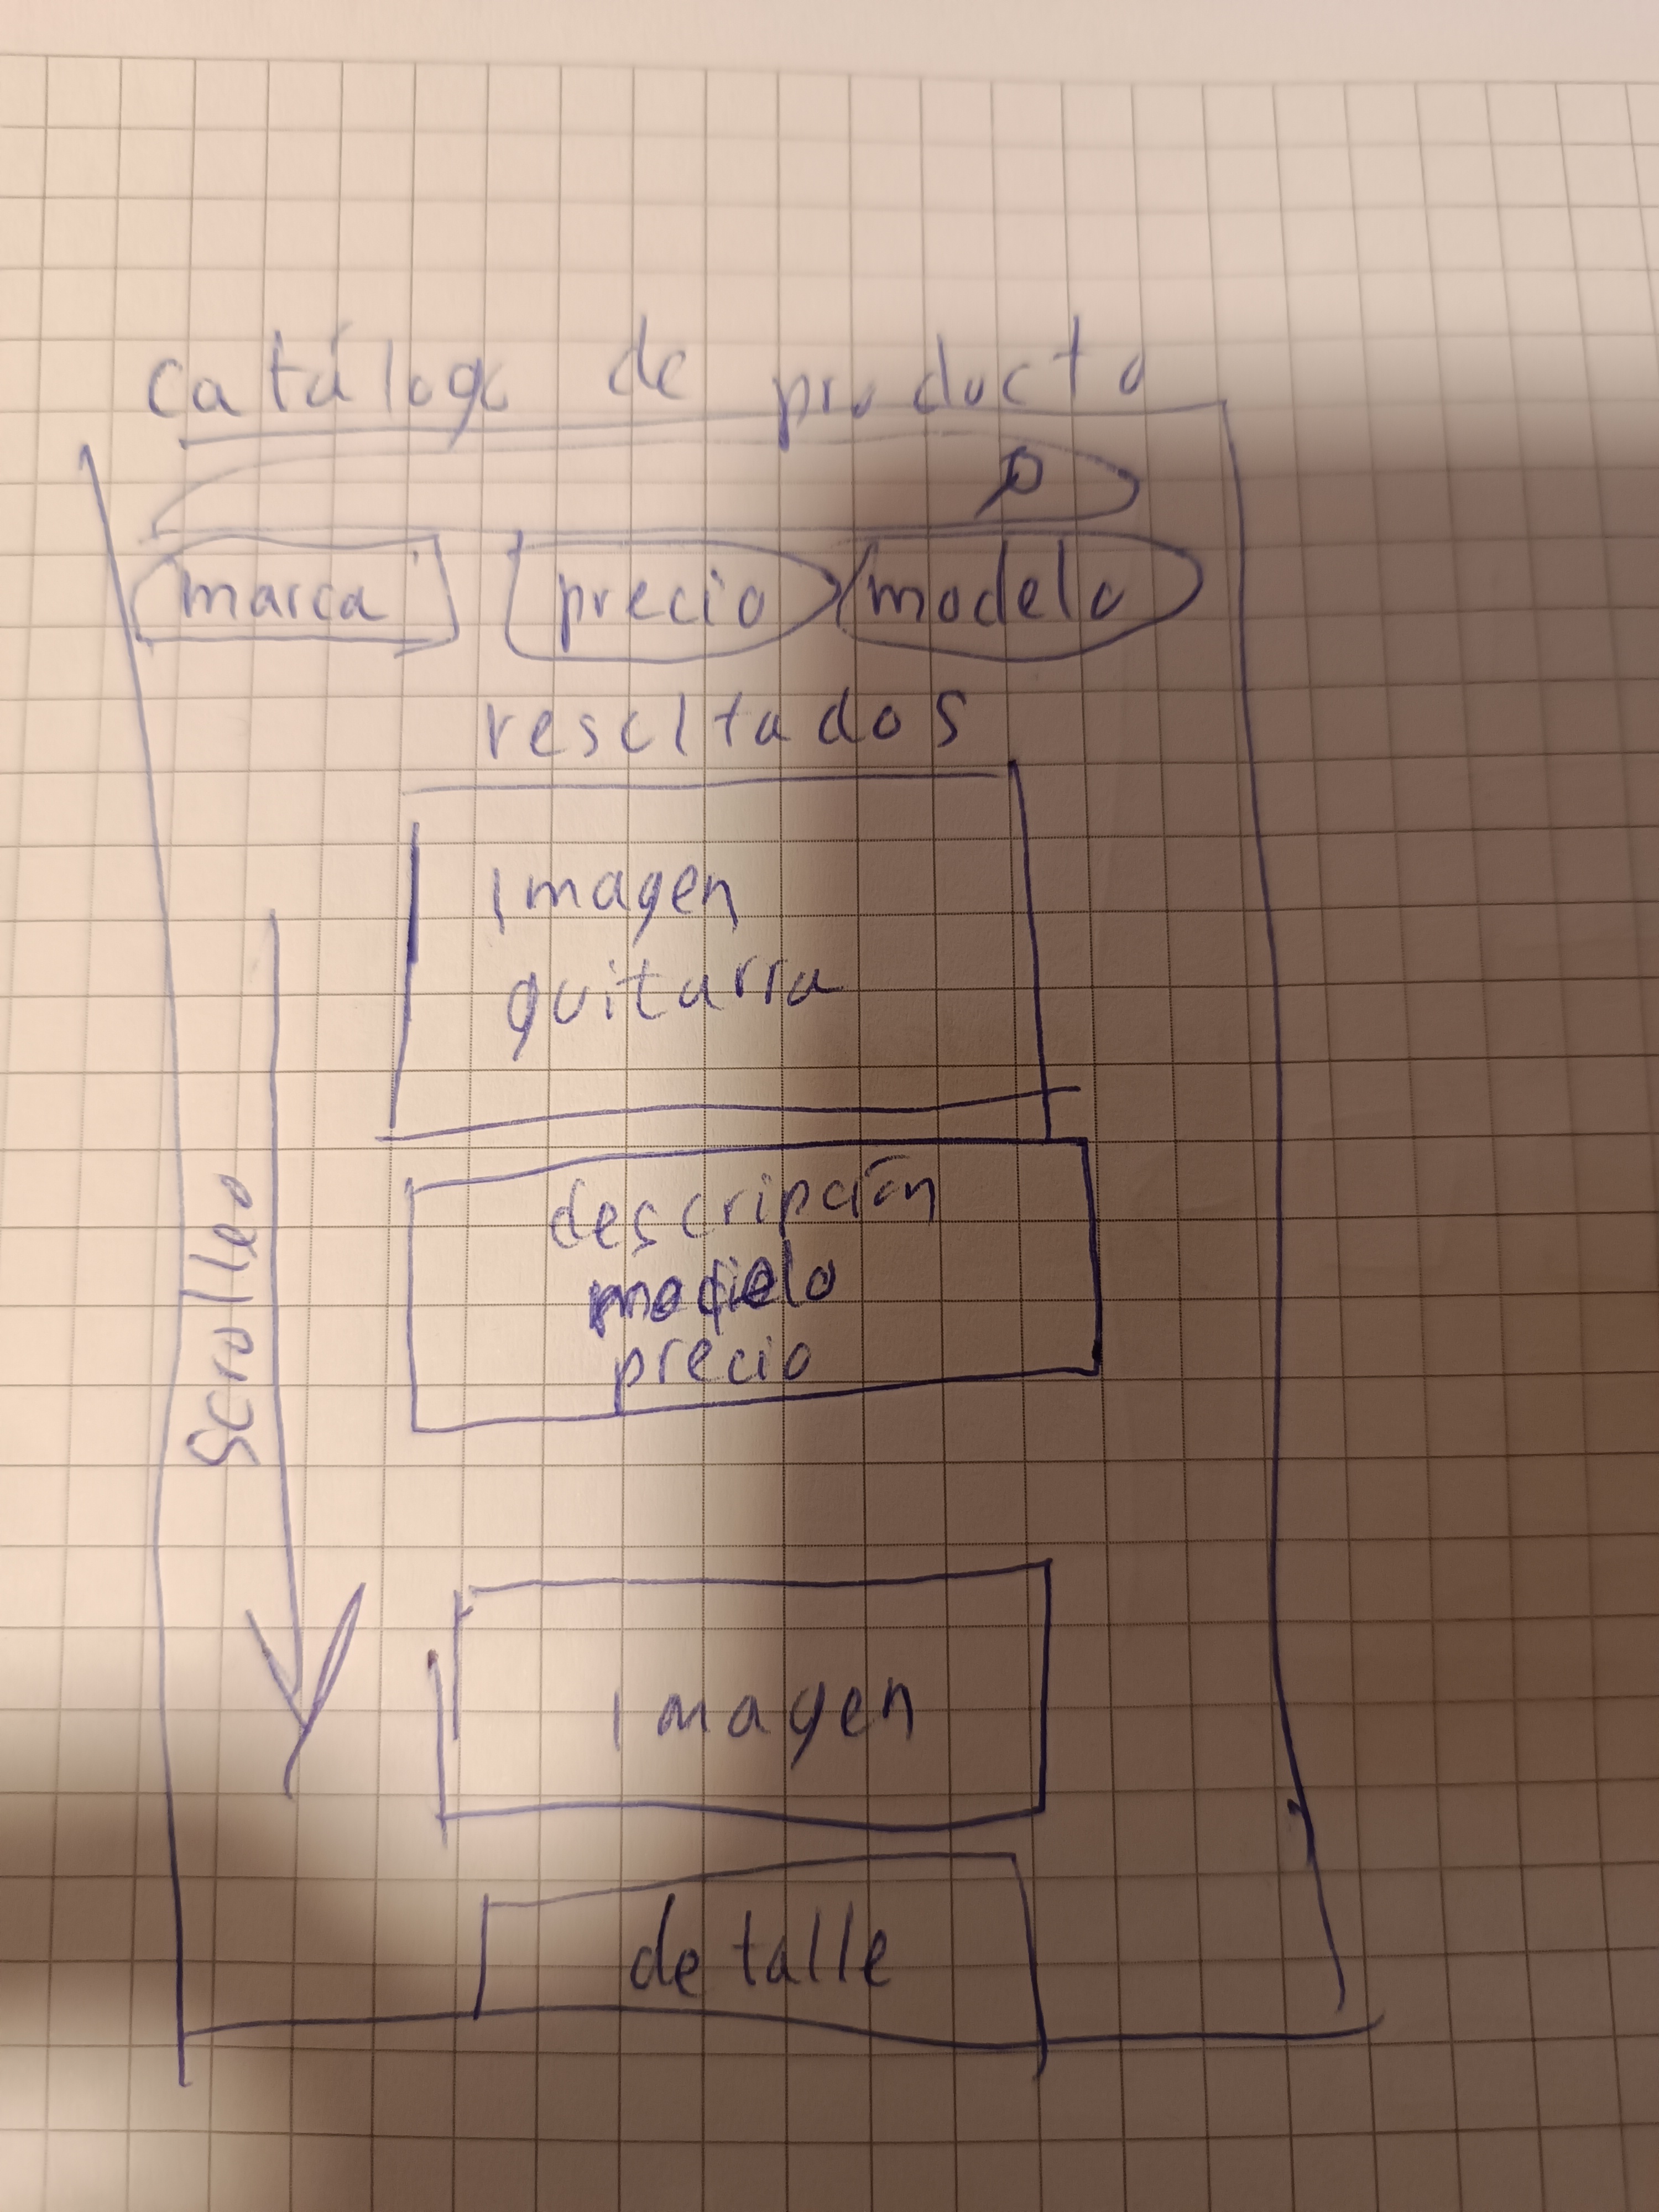 catálogo de producto
marca precio modelo
resultados
imagen
guitarra
descripción
modelo
precio
Scrolleo
imagen
detalle